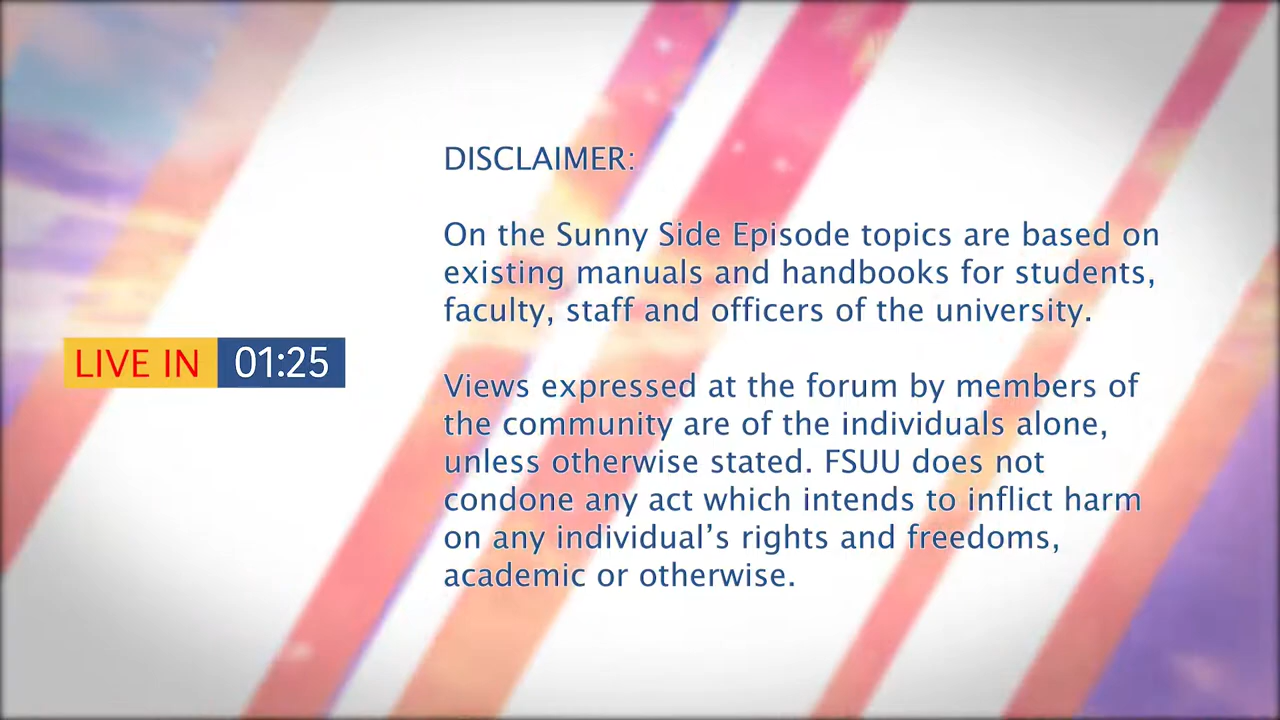 DISCLAIMER:
On the Sunny Side Episode topics are based on
existing manuals and handbooks for students,
faculty, staff and officers of the university.
LIVE IN 01:25
Views expressed at the forum by members of
the community are of the individuals alone,
unless otherwise stated. FSUU does not
condone any act which intends to inflict harm
on any individual’s rights and freedoms,
academic or otherwise.